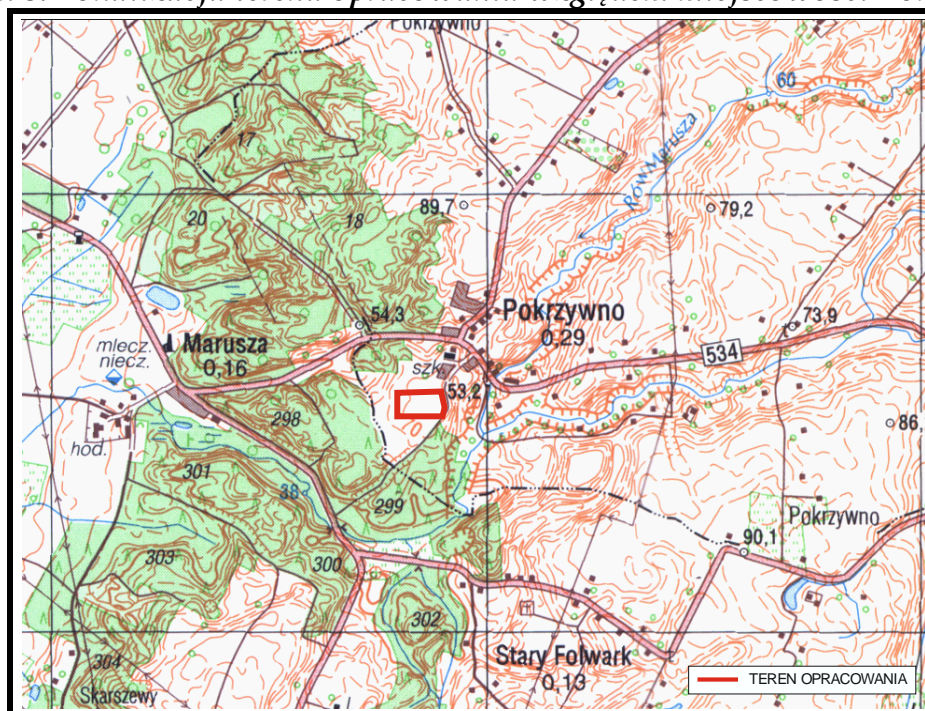 Pokrzywno
60
17
Rów Marusza
20
18
89,7
79,2
54,3
Pokrzywno
0,29
73,9
Marusza
0,16
mlecz.
niecz.
534
szk.
53,2
298
86,
hod.
301
38
299
Pokrzywno
90,1
303
300
302
Stary Folwark
0,13
304
Skarszewy
TEREN OPRACOWANIA